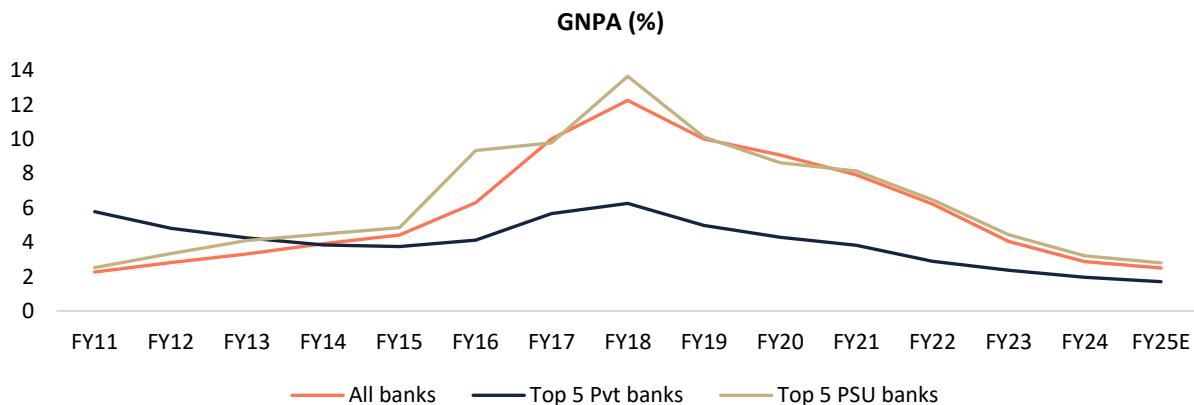 GNPA (%)
14
12
10
8
6
4
2
0
FY11 FY12 FY13 FY14 FY15 FY16 FY17 FY18 FY19 FY20 FY21 FY22 FY23 FY24 FY25E
All banks Top 5 Pvt banks Top 5 PSU banks